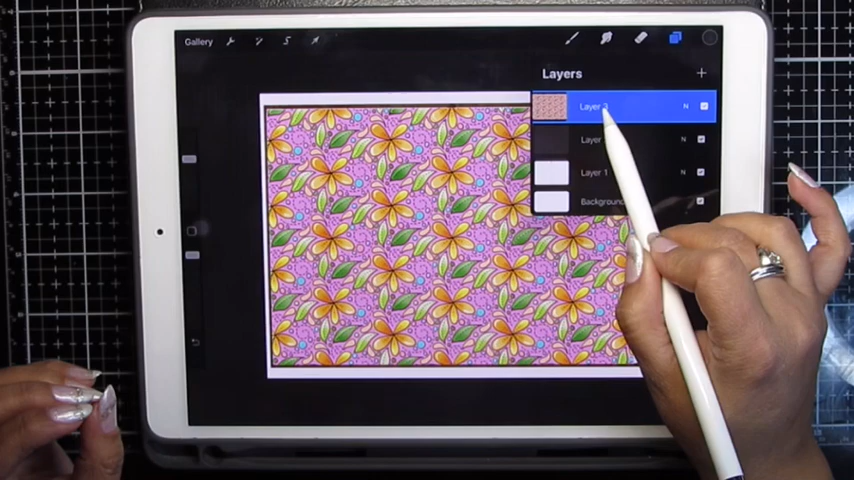 Gallery
Layers
Layer 3
N
Layer
N
Layer 1
N
Background